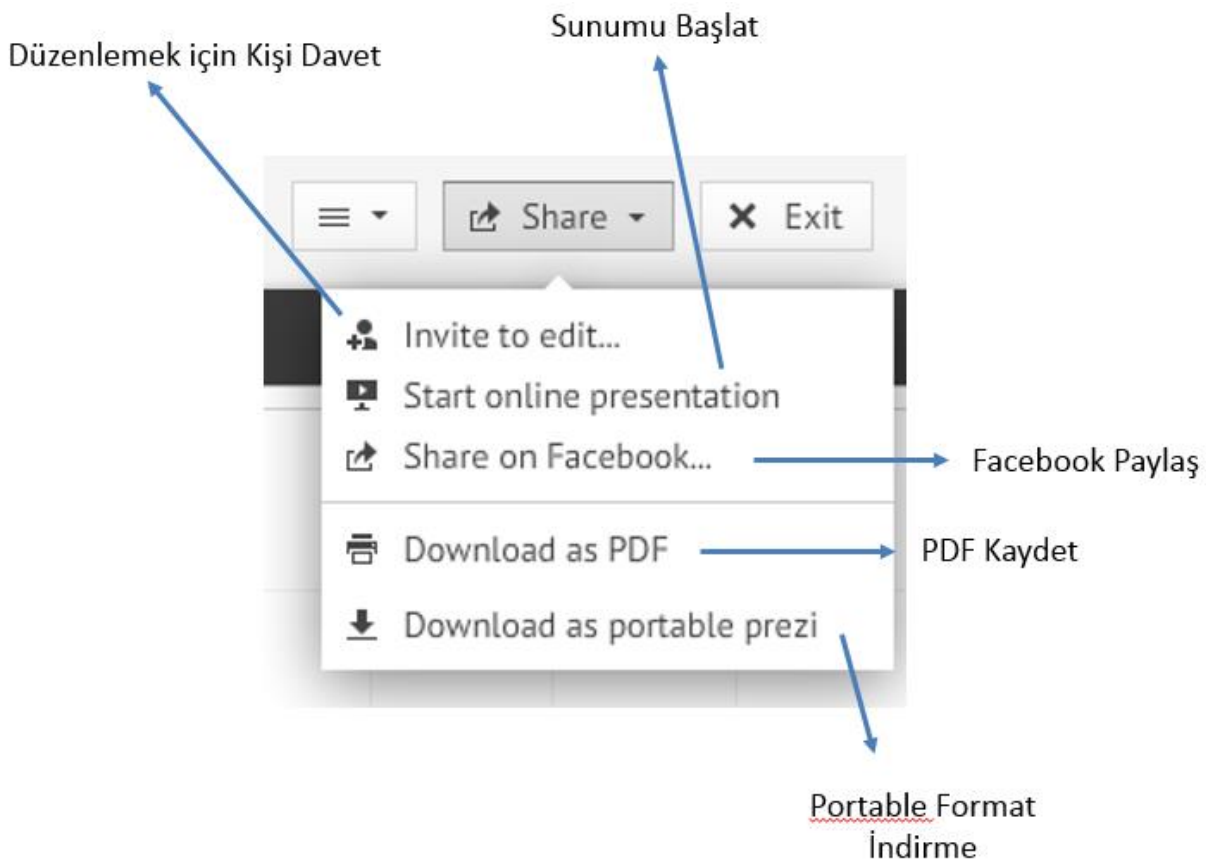 Sunumu Başlat
Düzenlemek için Kişi Davet
Share
Exit
Invite to edit...
Start online presentation
Share on Facebook...
Facebook Paylaş
Download as PDF
PDF Kaydet
Download as portable prezi
Portable Format
İndirme